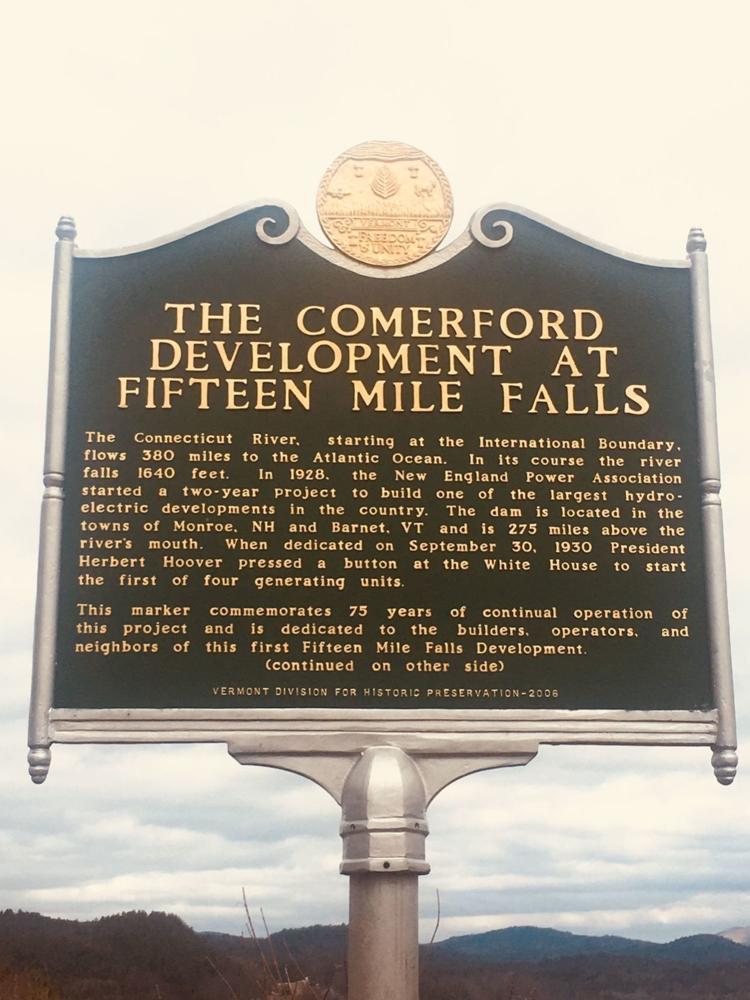 VERMONT
FREEDOM
& UNITY
THE COMERFORD
DEVELOPMENT AT
FIFTEEN MILE FALLS
The Connecticut River, starting at the International Boundary,
flows 380 miles to the Atlantic Ocean. In its course the river
falls 1640 feet. In 1928, the New England Power Association
started a two-year project to build one of the largest hydro-
electric developments in the country. The dam is located in the
towns of Monroe, NH and Barnet, VT and is 275 miles above the
river's mouth. When dedicated on September 30, 1930 President
Herbert Hoover pressed a button at the White House to start
the first of four generating units.
This marker commemorates 75 years of continual operation of
this project and is dedicated to the builders, operators, and
neighbors of this first Fifteen Mile Falls Development.
(continued on other side)
VERMONT DIVISION FOR HISTORIC PRESERVATION-2006